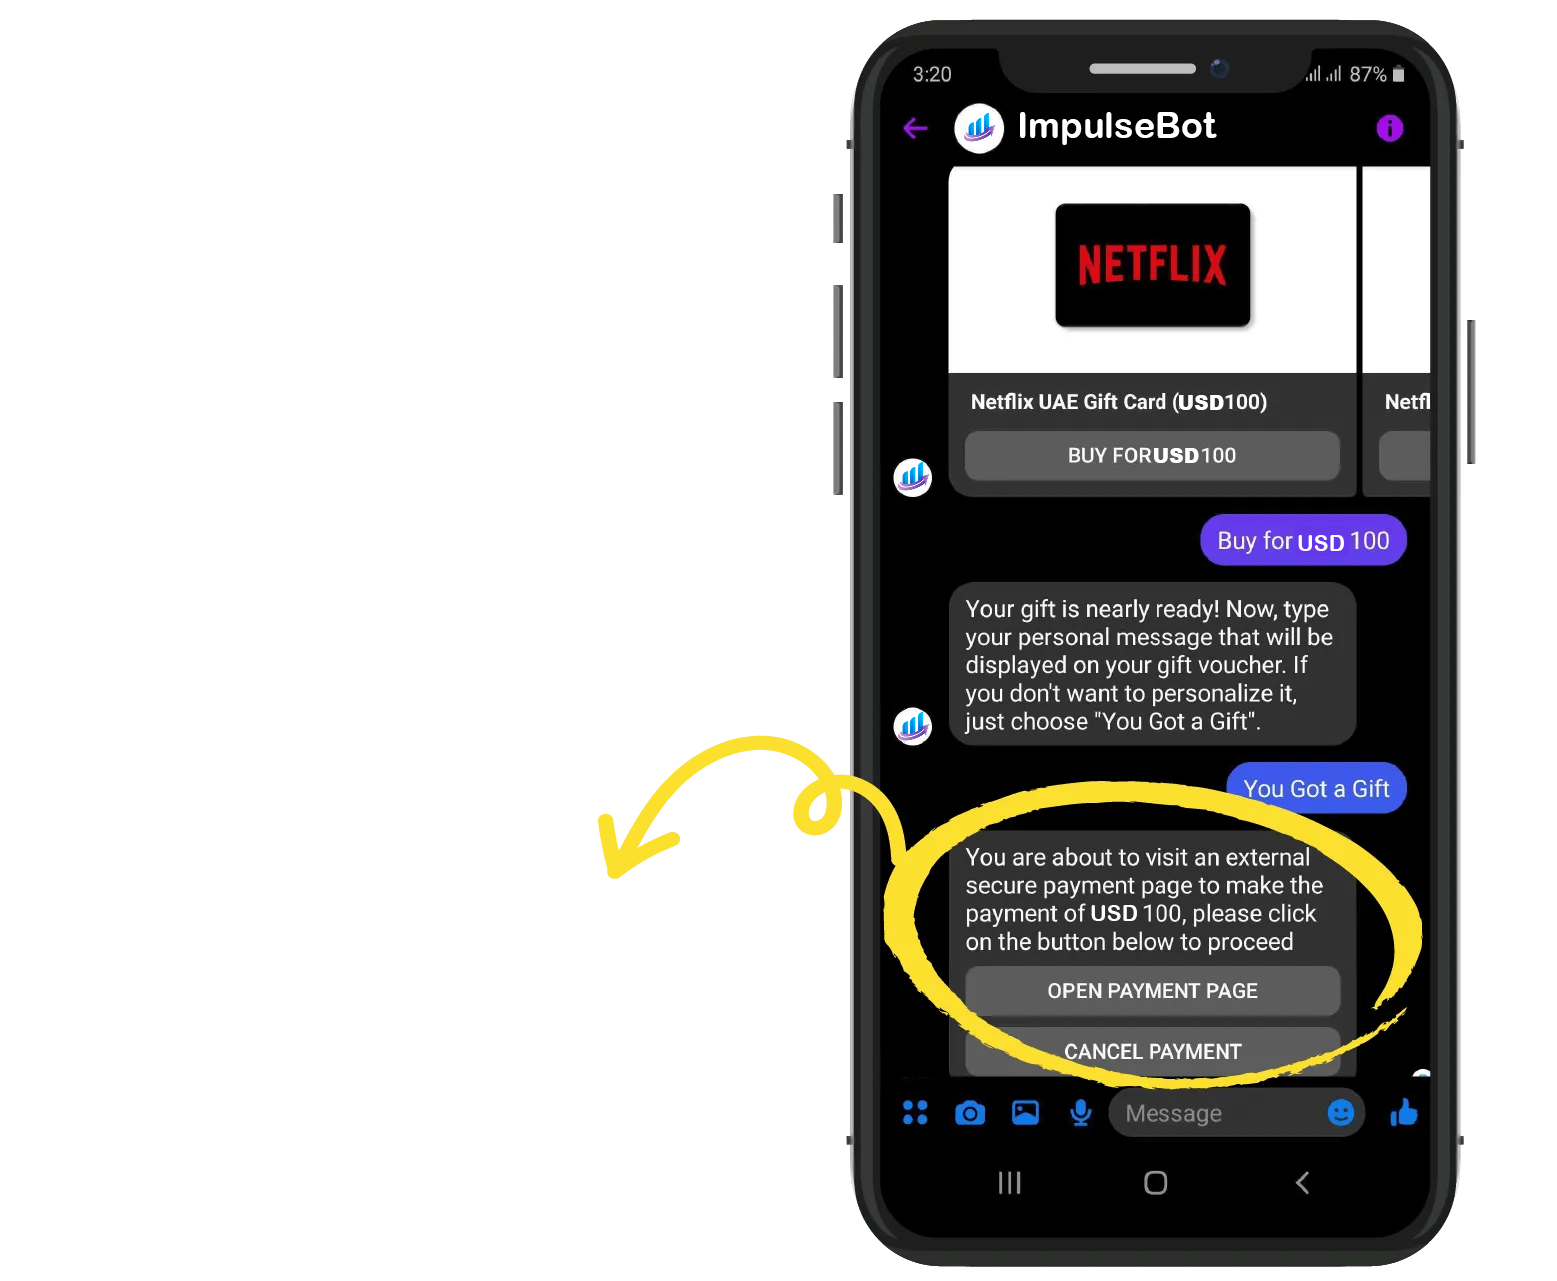 3:20
87%
ImpulseBot
NETFLIX
Netflix UAE Gift Card (USD100)
Netfl
BUY FORUSD100
Buy for USD 100
Your gift is nearly ready! Now, type
your personal message that will be
displayed on your gift voucher. If
you don't want to personalize it,
just choose "You Got a Gift".
You Got a Gift
You are about to visit an external
secure payment page to make the
payment of USD 100, please click
on the button below to proceed
OPEN PAYMENT PAGE
CANCEL PAYMENT
Message